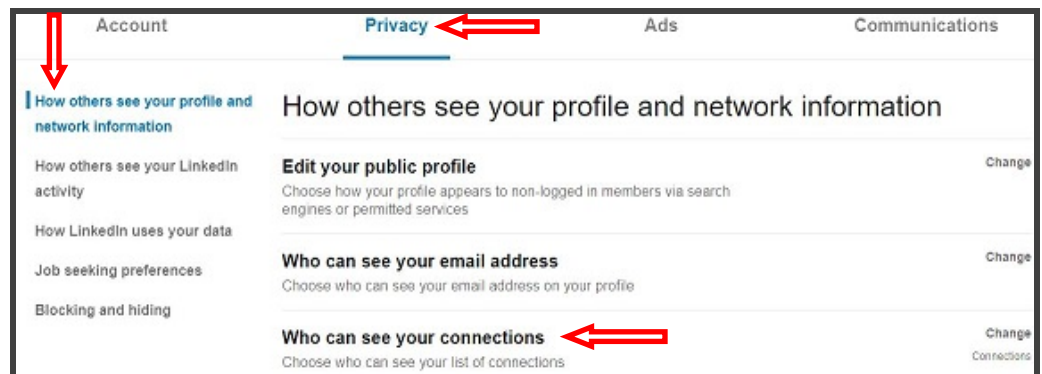 Account Privacy Ads Communications
How others see your profile and
network information
How others see your LinkedIn
activity
How LinkedIn uses your data
Job seeking preferences
Blocking and hiding
How others see your profile and network information
Edit your public profile Change
Choose how your profile appears to non-logged in members via search
engines or permitted services
Who can see your email address Change
Choose who can see your email address on your profile
Who can see your connections Change
Choose who can see your list of connections Connections